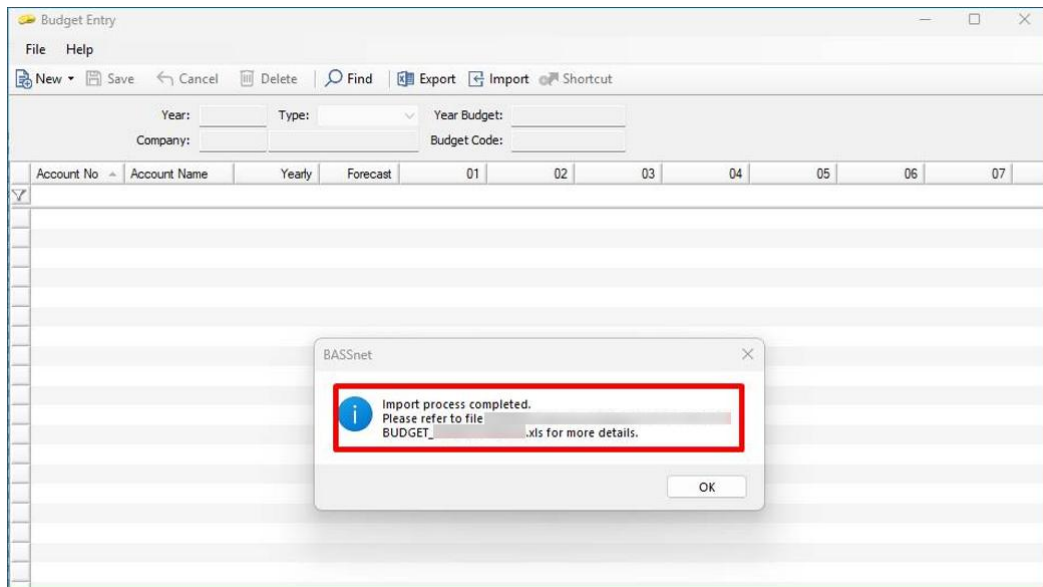 Budget Entry
File Help
New Save Cancel Delete Find Export Import Shortcut
Year: Type: Year Budget:
Company: Budget Code:
Account No Account Name Yearly Forecast 01 02 03 04 05 06 07
BASSnet
Import process completed.
Please refer to file
BUDGET_ .xls for more details.
OK